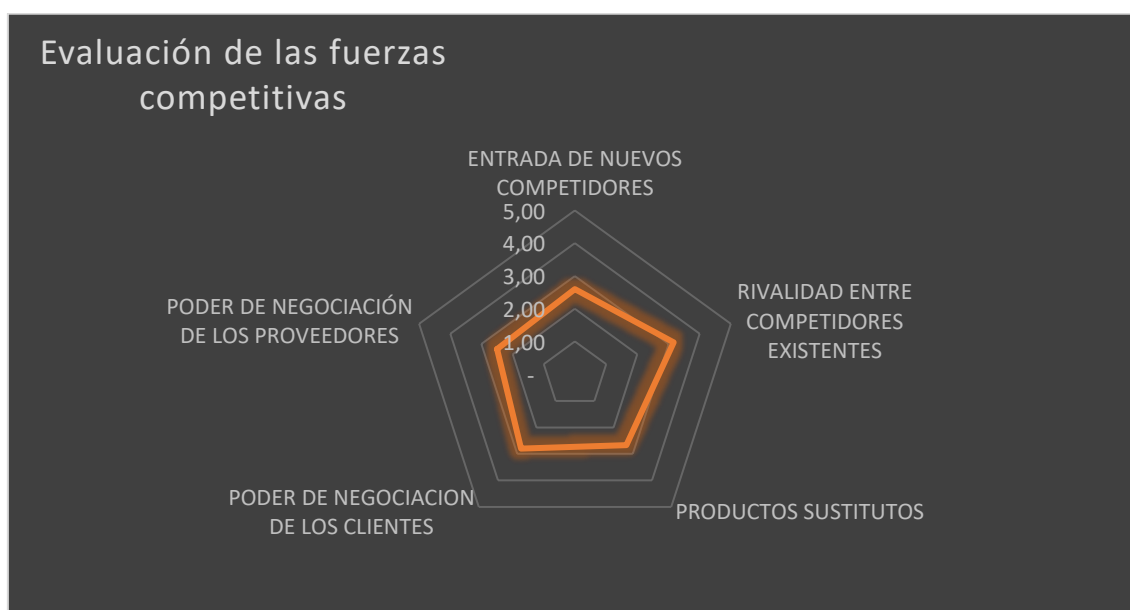 Evaluación de las fuerzas
competitivas
ENTRADA DE NUEVOS
COMPETIDORES
5,00
4,00
3,00
2,00
1,00
-
RIVALIDAD ENTRE
COMPETIDORES
EXISTENTES
PRODUCTOS SUSTITUTOS
PODER DE NEGOCIACION
DE LOS CLIENTES
PODER DE NEGOCIACIÓN
DE LOS PROVEEDORES